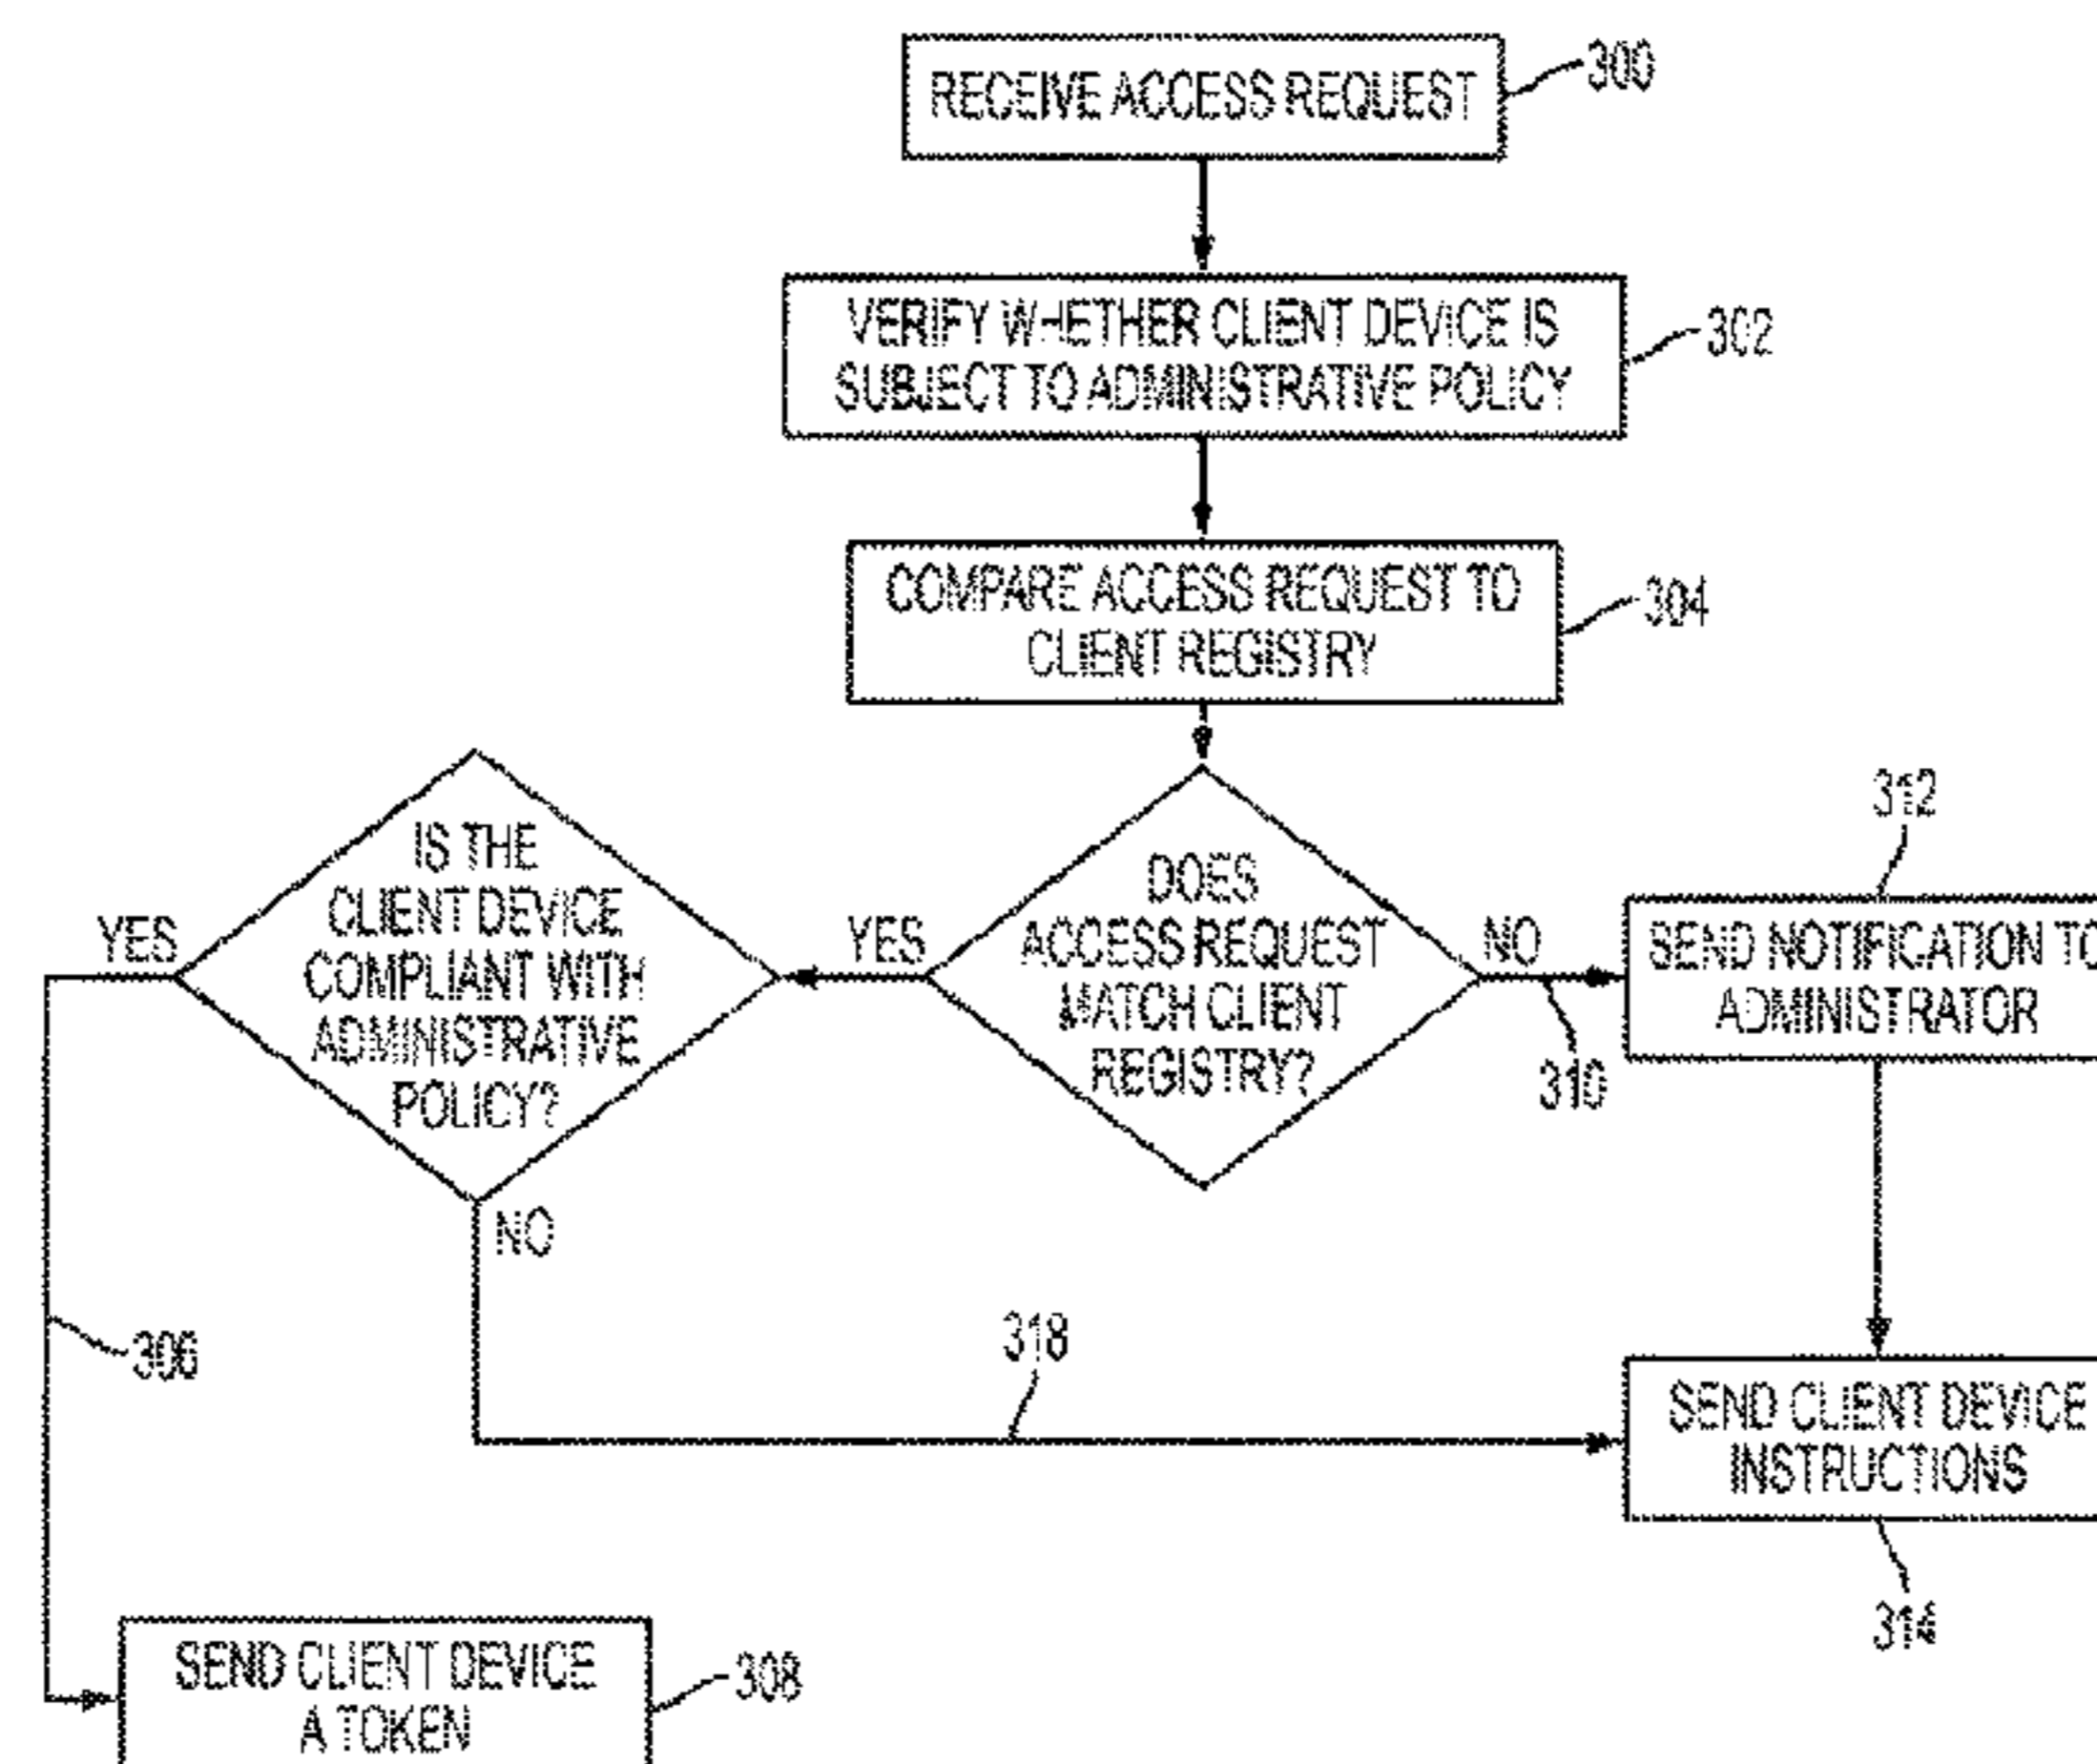 RECEIVE ACCESS REQUEST
300
VERIFY WHETHER CLIENT DEVICE IS
SUBJECT TO ADMINISTRATIVE POLICY
302
COMPARE ACCESS REQUEST TO
CLIENT REGISTRY
304
IS THE
CLIENT DEVICE
COMPLIANT WITH
ADMINISTRATIVE
POLICY?
YES
NO
DOES
ACCESS REQUEST
MATCH CLIENT
REGISTRY?
YES
NO
310
312
SEND NOTIFICATION TO
ADMINISTRATOR
306
318
SEND CLIENT DEVICE
INSTRUCTIONS
314
SEND CLIENT DEVICE
A TOKEN
308